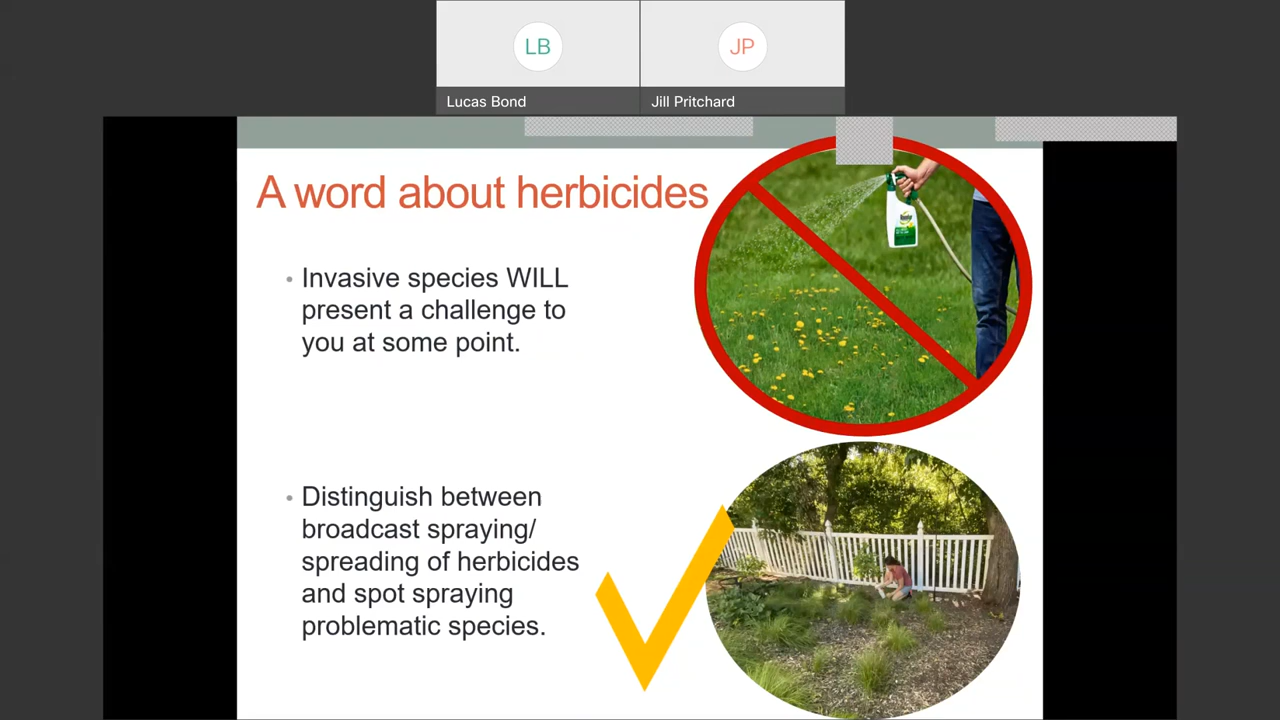 LB
JP
Lucas Bond
Jill Pritchard
A word about herbicides
• Invasive species WILL
present a challenge to
you at some point.
• Distinguish between
broadcast spraying/
spreading of herbicides
and spot spraying
problematic species.